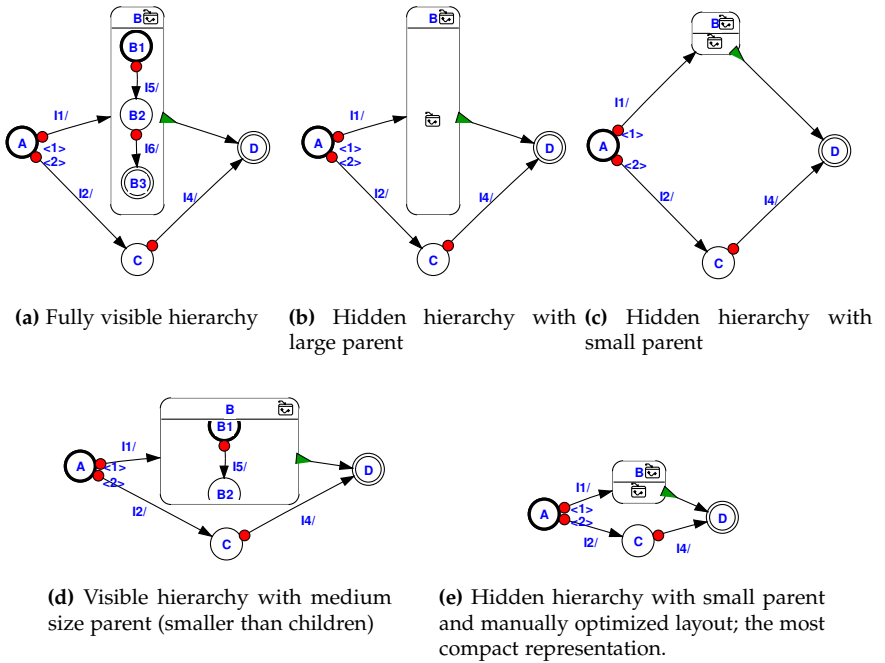 B
B1
I5/
I1/
B2
A
<1>
<2>
I6/
D
B3
I2/
I4/
C
B
I1/
A
<1>
<2>
D
I2/
I4/
C
B
I1/
A
<1>
<2>
D
I2/
I4/
C
(a) Fully visible hierarchy
(b) Hidden hierarchy with
large parent
(c) Hidden hierarchy with
small parent
B
B1
I1/
A
<1>
<2>
I5/
D
B2
I2/
I4/
C
B
I1/
A
<1>
<2>
D
I2/
C
I4/
(d) Visible hierarchy with medium
size parent (smaller than children)
(e) Hidden hierarchy with small parent
and manually optimized layout; the most
compact representation.